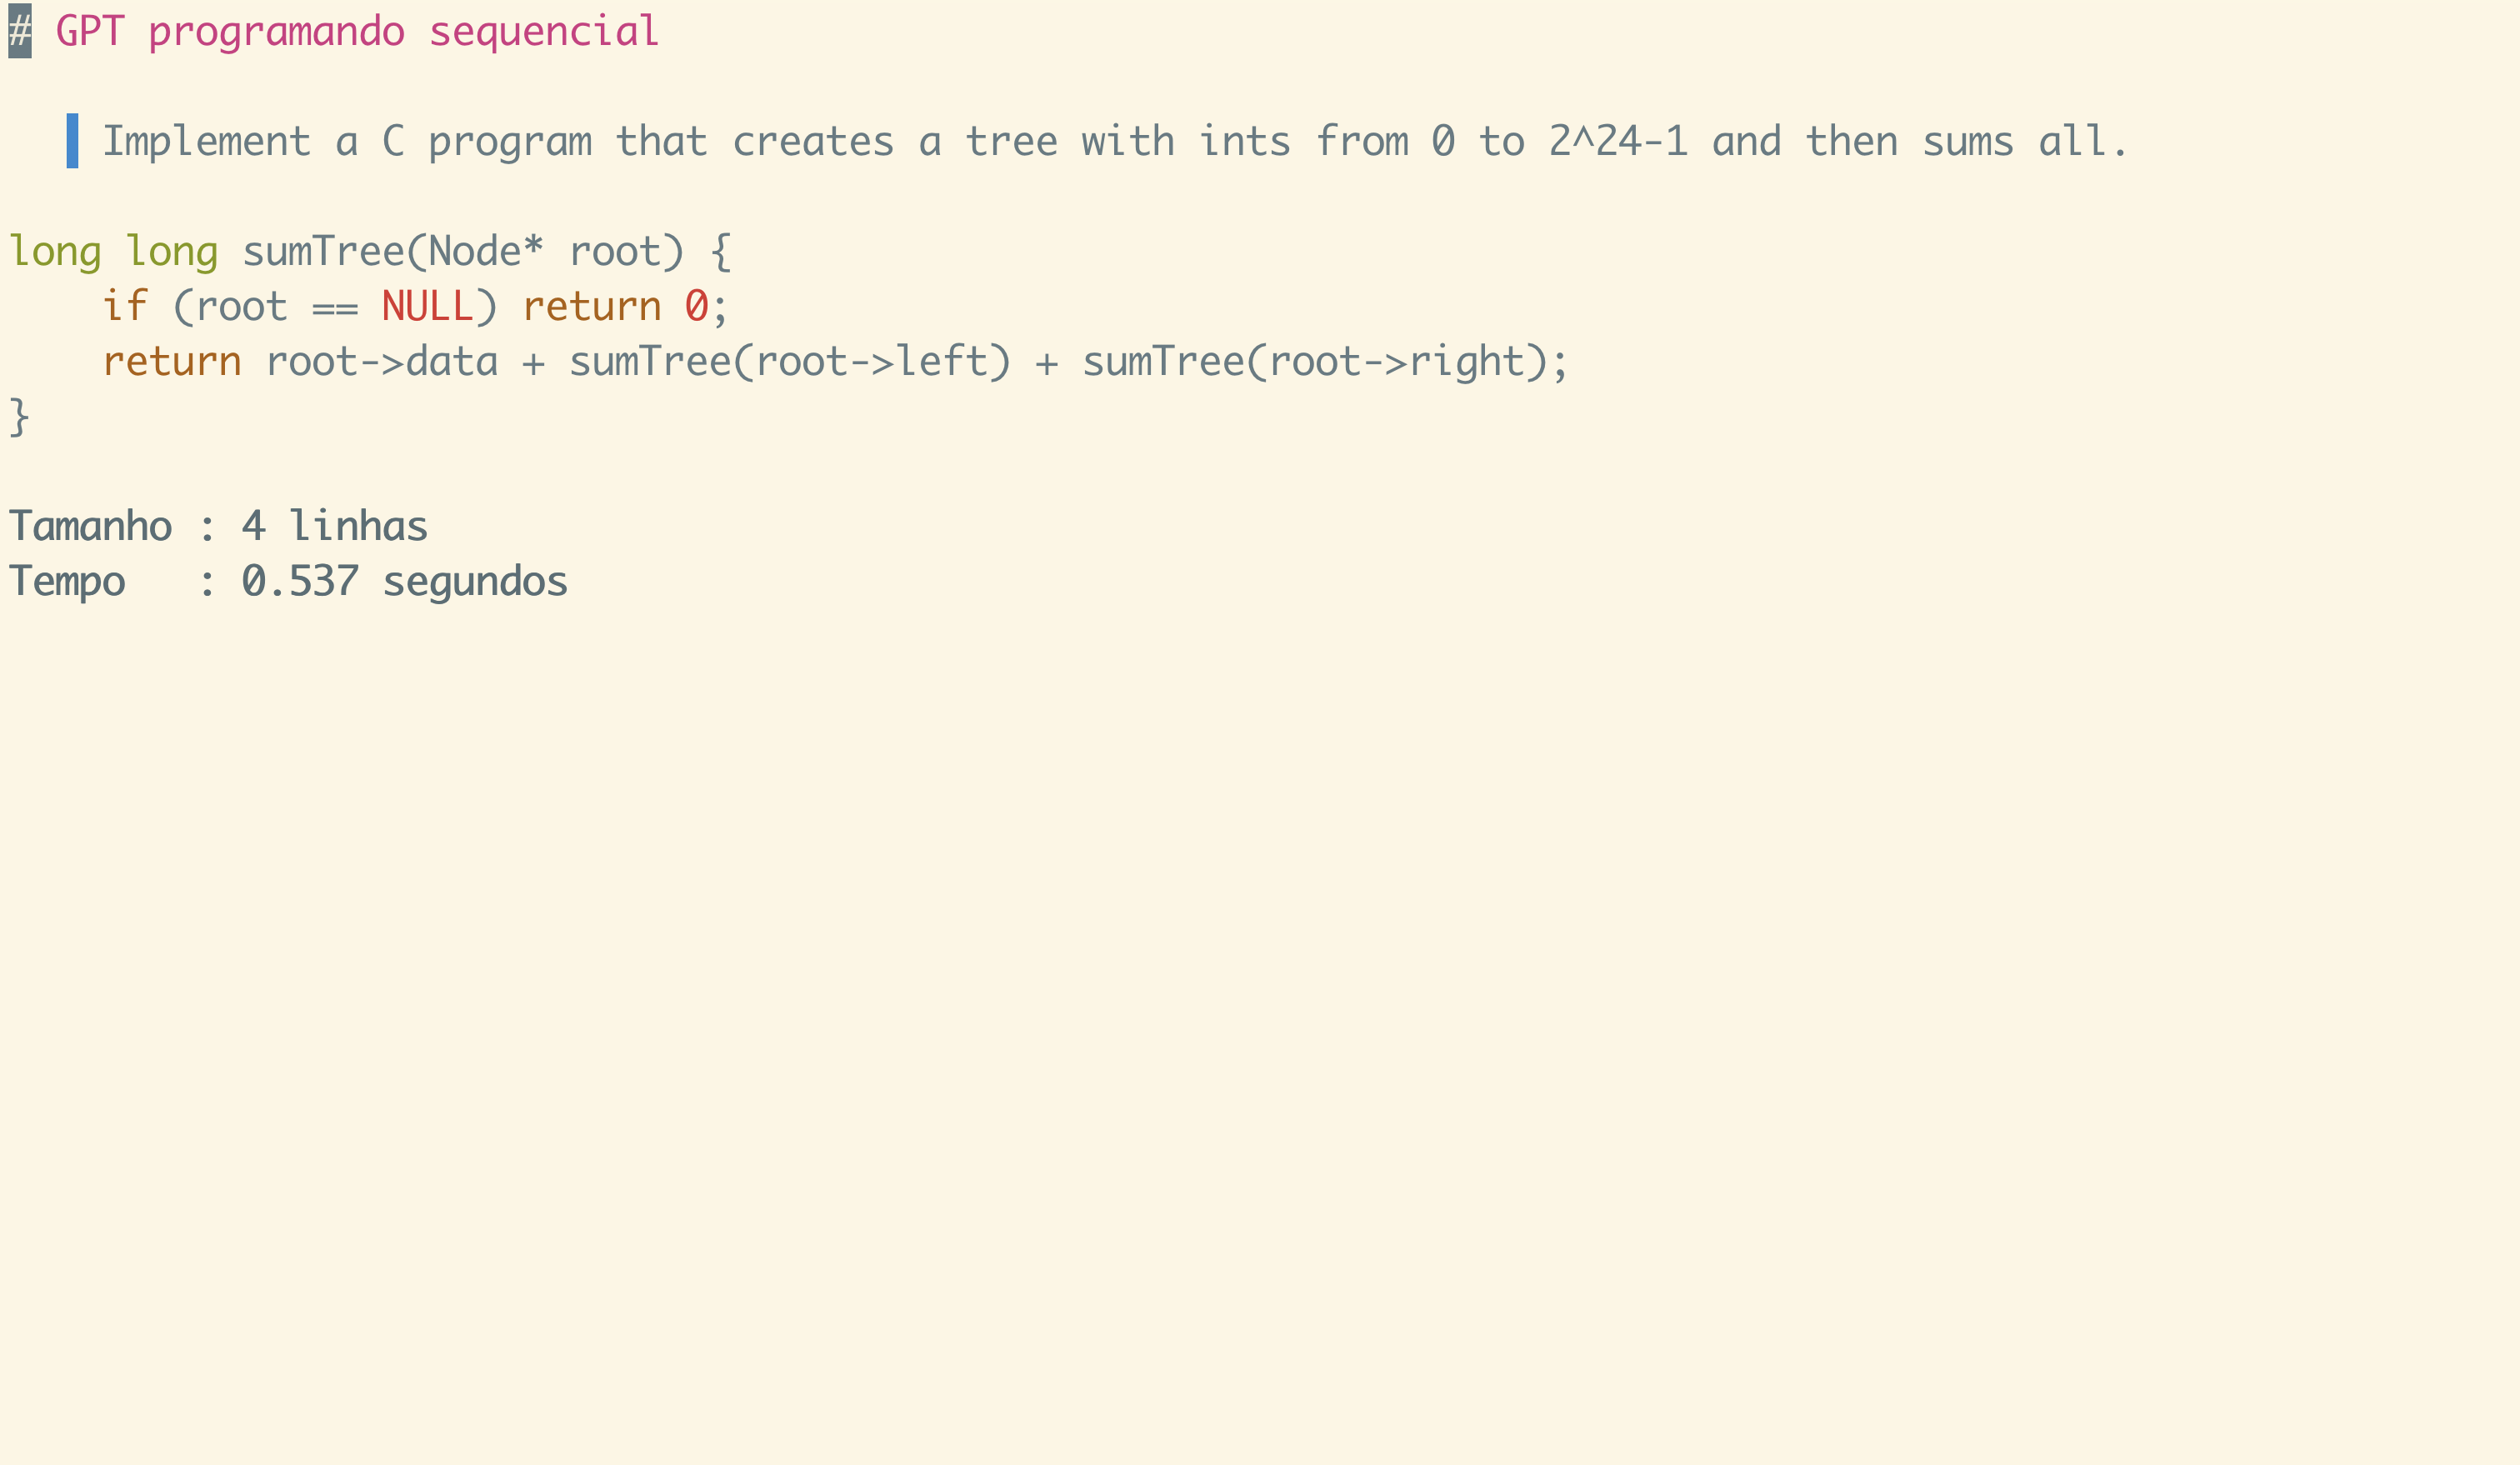 # GPT programando sequencial
Implement a C program that creates a tree with ints from 0 to 2^24-1 and then sums all.
long long sumTree(Node* root) {
    if (root == NULL) return 0;
    return root->data + sumTree(root->left) + sumTree(root->right);
}
Tamanho : 4 linhas
Tempo   : 0.537 segundos